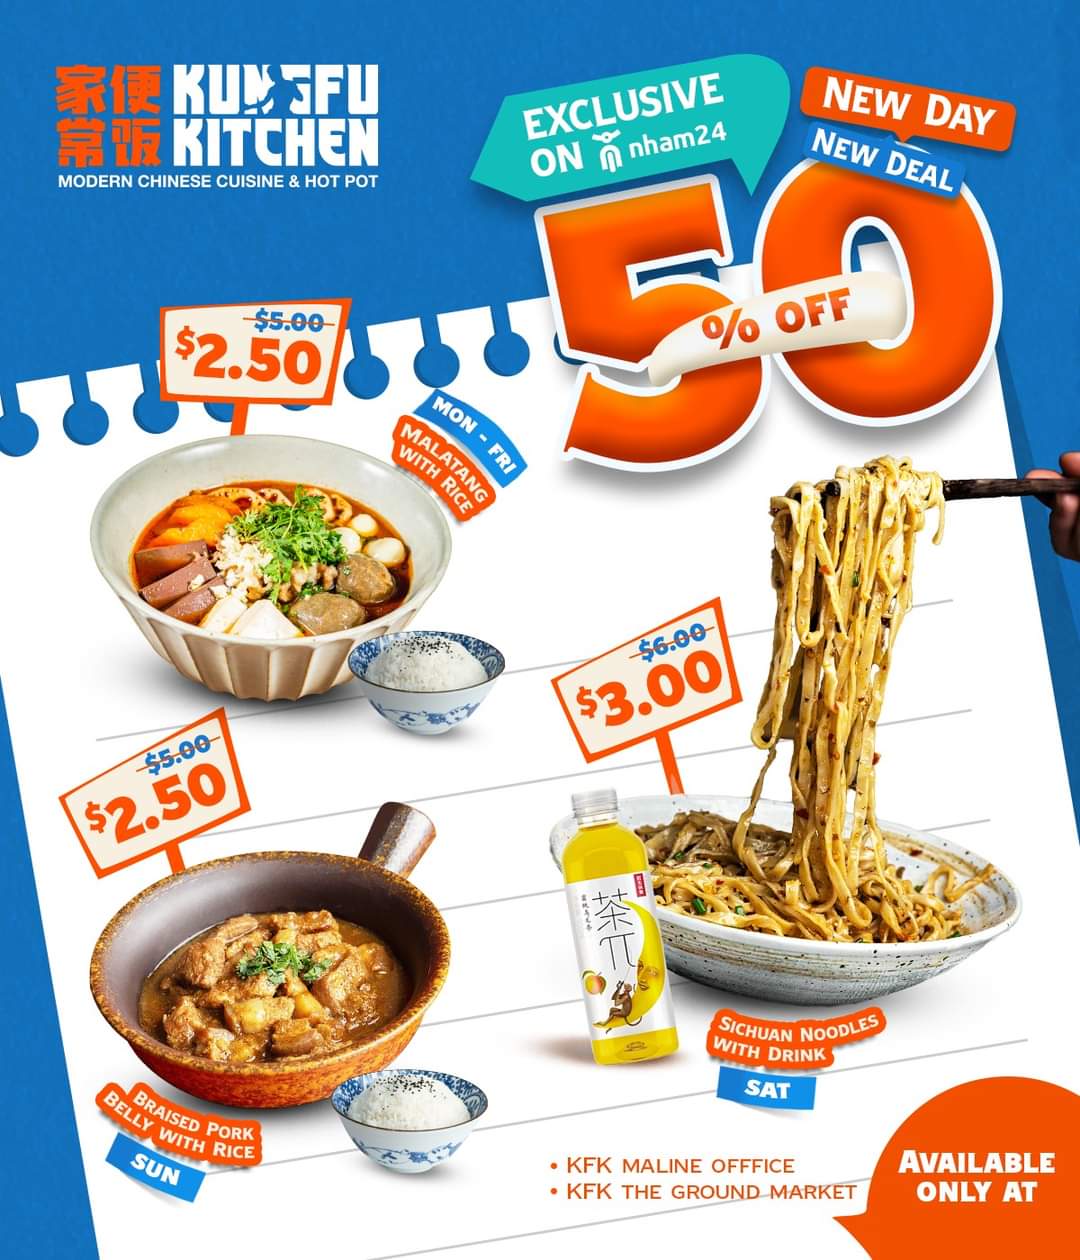 家便 KUNGFU
常饭 KITCHEN
MODERN CHINESE CUISINE & HOT POT
EXCLUSIVE
ON nham24
NEW DAY
NEW DEAL
50
% OFF
$5.00
$2.50
MON - FRI
MALATANG
WITH RICE
$6.00
$3.00
$5.00
$2.50
茶
π
SICHUAN NOODLES
WITH DRINK
SAT
BRAISED PORK
BELLY WITH RICE
SUN
• KFK MALINE OFFFICE
• KFK THE GROUND MARKET
AVAILABLE
ONLY AT